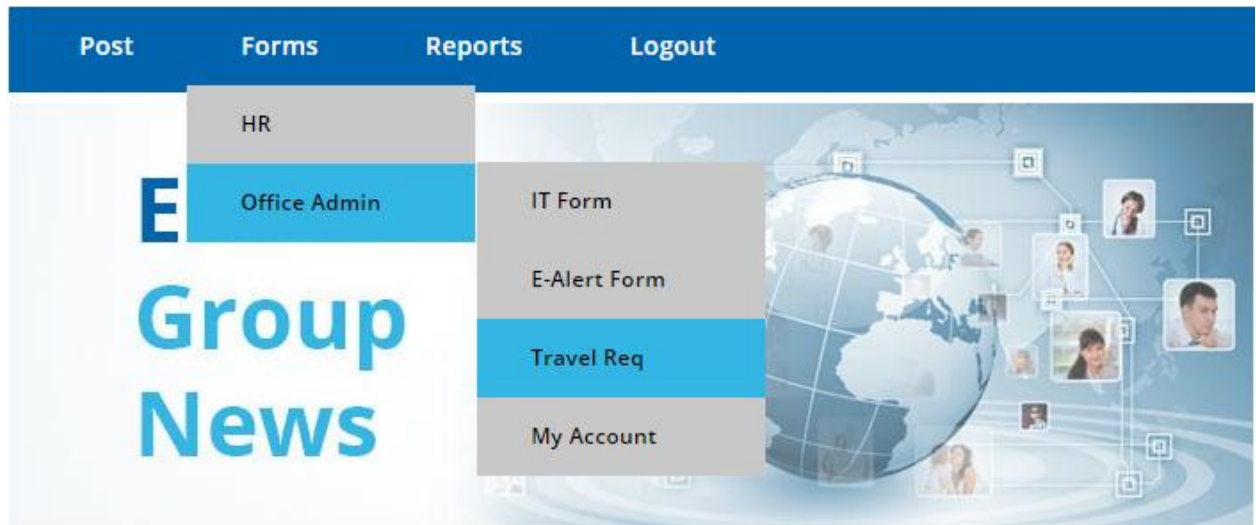 Post Forms Reports Logout
HR
Office Admin
IT Form
E-Alert Form
Travel Req
My Account
E
Group
News